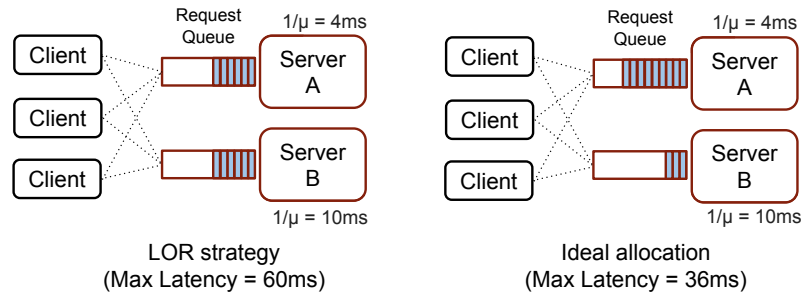 1/μ = 4ms
Request
Queue
Client
Server
A
Client
Client
Server
B
1/μ = 10ms
LOR strategy
(Max Latency = 60ms)
1/μ = 4ms
Request
Queue
Client
Server
A
Client
Client
Server
B
1/μ = 10ms
Ideal allocation
(Max Latency = 36ms)